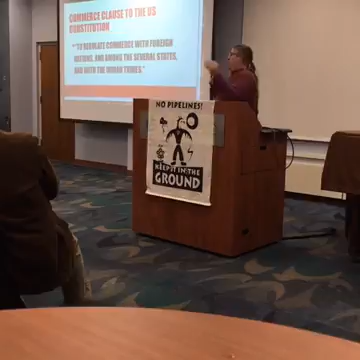 COMMERCE CLAUSE TO THE US
CONSTITUTION
"TO REGULATE COMMERCE WITH FOREIGN
NATIONS, AND AMONG THE SEVERAL STATES,
AND WITH THE INDIAN TRIBES."
NO PIPELINES!
KEEP IT IN THE
GROUND